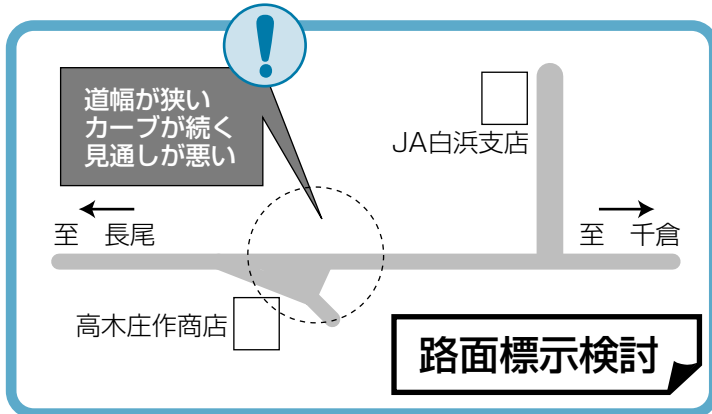 !
道幅が狭い
カーブが続く
見通しが悪い
JA白浜支店
至 長尾
至 千倉
高木庄作商店
路面標示検討